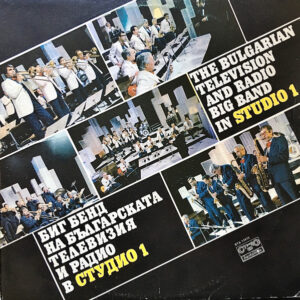 THE BULGARIAN
TELEVISION
AND RADIO
BIG BAND
IN STUDIO 1
БИГ БЕНД
НА БЪЛГАРСКАТА
ТЕЛЕВИЗИЯ
И РАДИО
В СТУДИО 1